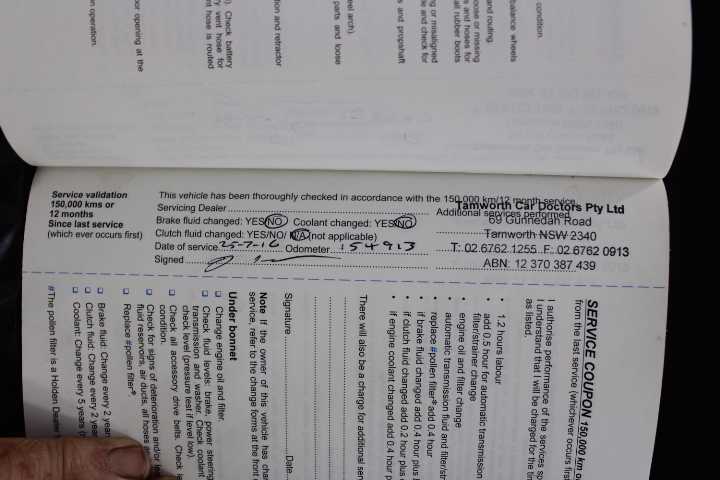 condition.
balance wheels
and routing.
oose or missing
s and hoses for
all rubber boots
g or misaligned
le and check for
s and propshaft
eel arch).
parts and loose
tion and retractor
). Check battery
y vent hose for
nt hose is routed
or opening at the
n operation.
Service validation
150,000 kms or
12 months
Since last service
(which ever occurs first)
This vehicle has been thoroughly checked in accordance with the 150,000 km/12 month service
Servicing Dealer
Brake fluid changed: YES/NO Coolant changed: YES/NO
Clutch fluid changed: YES/NO/ N/A (not applicable)
Date of service 25-7-16 Odometer 154913
Signed
Additional services performed
Tamworth Car Doctors Pty Ltd
69 Gunnedah Road
Tamworth NSW 2340
T: 02 6762 1255 F: 02 6762 0913
ABN: 12 370 387 439
SERVICE COUPON 150,000 km o
from the last service (whichever occurs firs
I authorise performance of the services sp
I understand that I will be charged for the
as listed.
• 1.2 hours labour
• add 0.5 hour for automatic transmission
filter/strainer change
• engine oil and filter change
• automatic transmission fluid and filter/str
• replace #pollen filter* add 0.4 hour
• if brake fluid changed add 0.4 hour plus
• if clutch fluid changed add 0.2 hour plus
• if engine coolant changed add 0.4 hour p
There will also be a charge for additional ser
Signature Date
Note If the owner of this vehicle has cha
service, refer to the change forms at the front
Under bonnet
Change engine oil and filter.
Check fluid levels: brake, power steering
transmission and washer. Check coolant
check level (pressure test if level low).
Check all accessory drive belts. Check
condition.
Check for signs of deterioration and/or le
fluid reservoirs, air ducts, all hoses an
Replace #pollen filter*.
Brake fluid: Change every 2 year
Clutch fluid: Change every 2 year
Coolant: Change every 5 years
#The pollen filter is a Holden Dealer